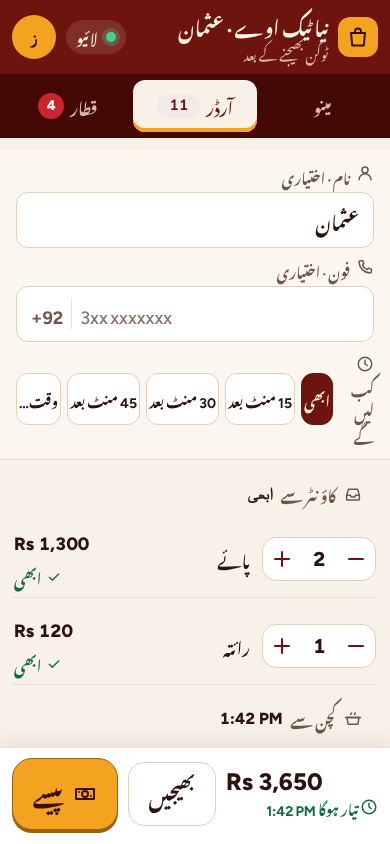 نیا ٹیک اوے · عثمان
ٹوکن بھیجنے کے بعد
لائیو
ز
مینو
آرڈر 11
قطار 4
نام · اختیاری
عثمان
فون · اختیاری
+92 3xx xxxxxxx
کب لیں کے
ابھی
15 منٹ بعد
30 منٹ بعد
45 منٹ بعد
وقت...
کاؤنٹر سے ابھی
2 پائے Rs 1,300
ابھی
1 رائتہ Rs 120
ابھی
کچن سے 1:42 PM
Rs 3,650
تیار ہوگا 1:42 PM
بھیجیں
پیسے